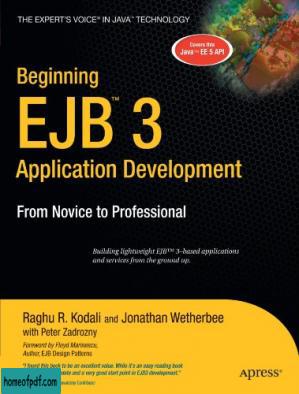 THE EXPERT'S VOICE® IN JAVA™ TECHNOLOGY
Covers the
Java™ EE 5 API
Beginning
EJB™ 3
Application Development
From Novice to Professional
Building lightweight EJB™ 3–based applications
and services from the ground up.
Raghu R. Kodali and Jonathan Wetherbee
with Peter Zadrozny
Foreword by Floyd Marinescu,
Author, EJB Design Patterns
"I found this book to be an excellent value. While it's an easy reading book
note and a very good start point in EJB3 development."
Apress®
homeofpdf.com